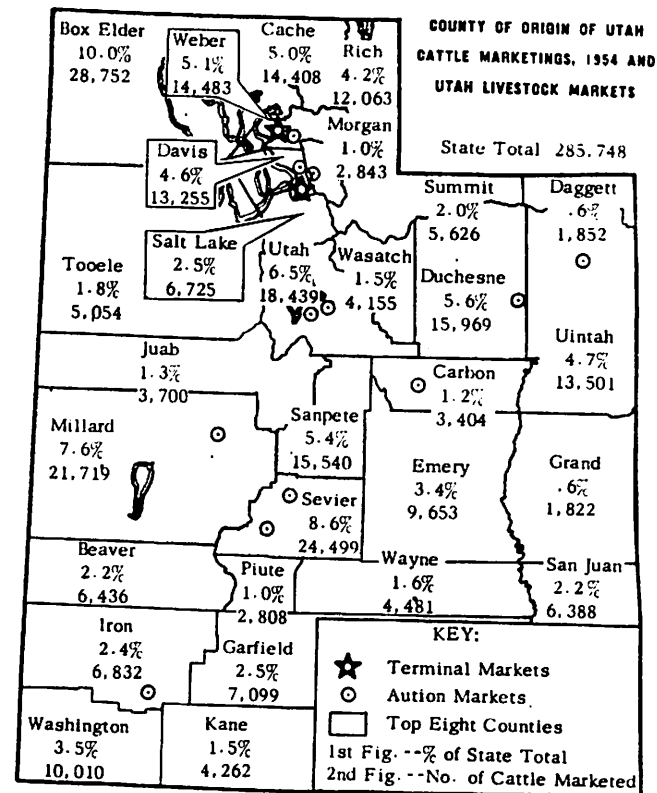 COUNTY OF ORIGIN OF UTAH
CATTLE MARKETINGS, 1954 AND
UTAH LIVESTOCK MARKETS
State Total 285.748
Box Elder
10.0%
28,752
Weber
5.1%
14,483
Cache
5.0%
14,408
Rich
4.2%
12,063
Morgan
1.0%
2,843
Davis
4.6%
13,255
Salt Lake
2.5%
6,725
Tooele
1.8%
5,054
Utah
6.5%
18,439
Wasatch
1.5%
4,155
Summit
2.0%
5,626
Daggett
.6%
1,852
Duchesne
5.6%
15,969
Uintah
4.7%
13,501
Juab
1.3%
3,700
Carbon
1.2%
3,404
Millard
7.6%
21,719
Sanpete
5.4%
15,540
Emery
3.4%
9,653
Grand
.6%
1,822
Sevier
8.6%
24,499
Beaver
2.2%
6,436
Piute
1.0%
2,808
Wayne
1.6%
4,481
San Juan
2.2%
6,388
Iron
2.4%
6,832
Garfield
2.5%
7,099
Washington
3.5%
10,010
Kane
1.5%
4,262
KEY:
Terminal Markets
Aution Markets
Top Eight Counties
1st Fig. --% of State Total
2nd Fig. --No. of Cattle Marketed